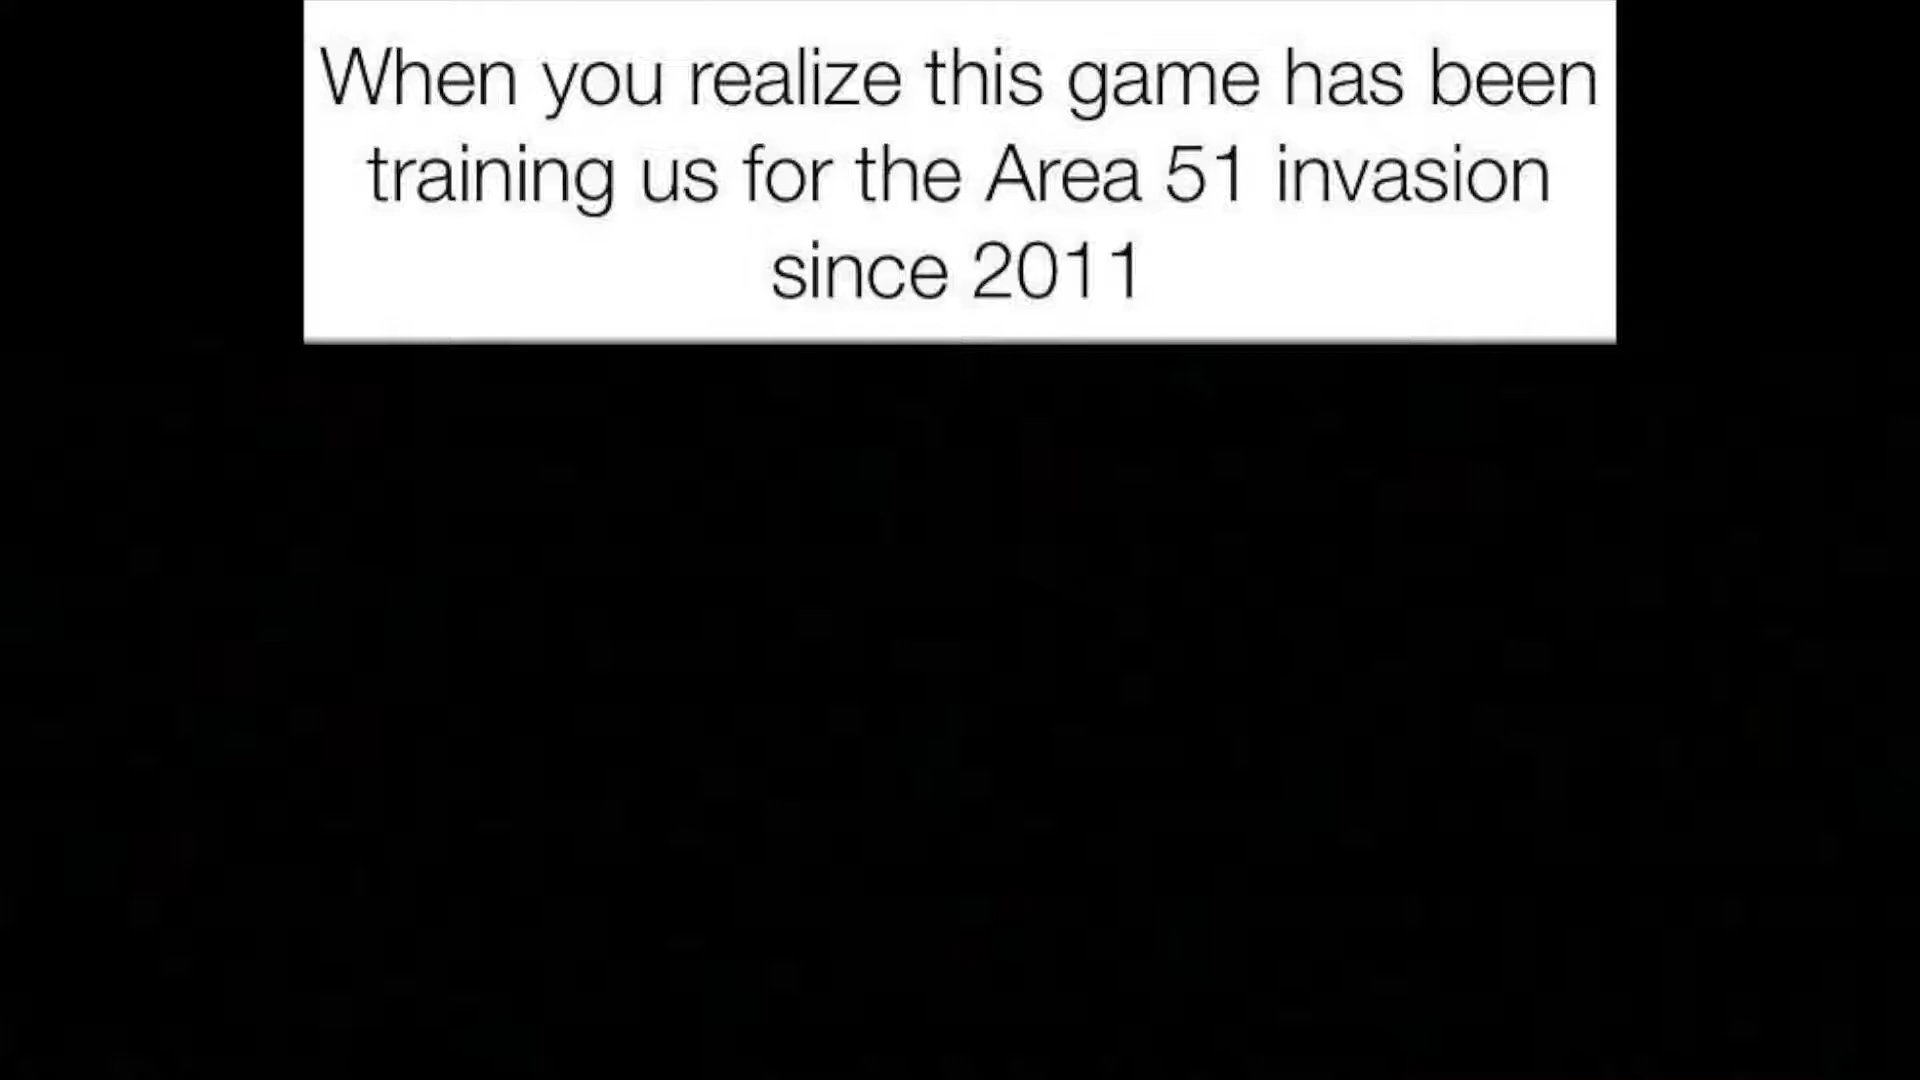 When you realize this game has been
training us for the Area 51 invasion
since 2011